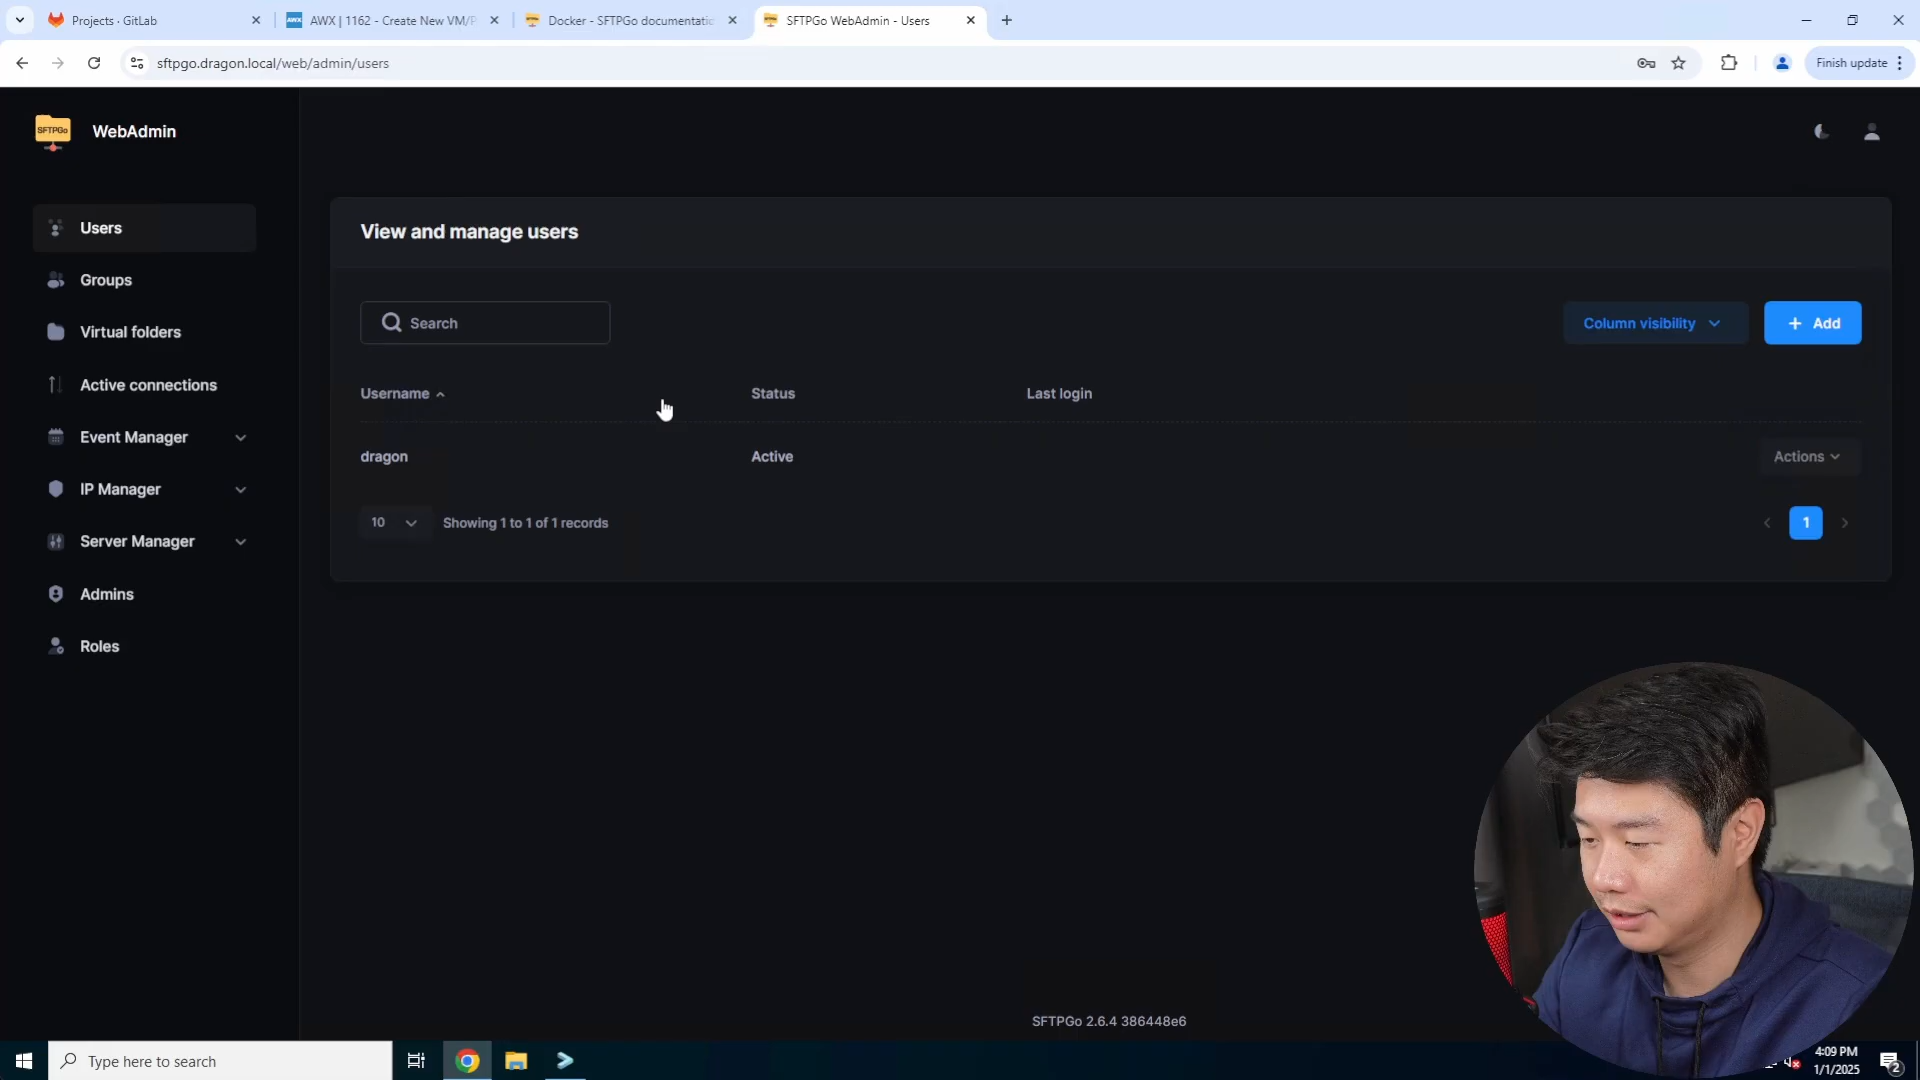 Projects · GitLab
AWX | 1162 - Create New VM/P
Docker - SFTPGo documentatio
SFTPGo WebAdmin - Users
sftpgo.dragon.local/web/admin/users
Finish update
SFTPGo
WebAdmin
Users
Groups
Virtual folders
Active connections
Event Manager
IP Manager
Server Manager
Admins
Roles
View and manage users
Search
Column visibility
+ Add
Username Status Last login
dragon Active Actions
10 Showing 1 to 1 of 1 records
1
SFTPGo 2.6.4 386448e6
Type here to search
4:09 PM
1/1/2025
2